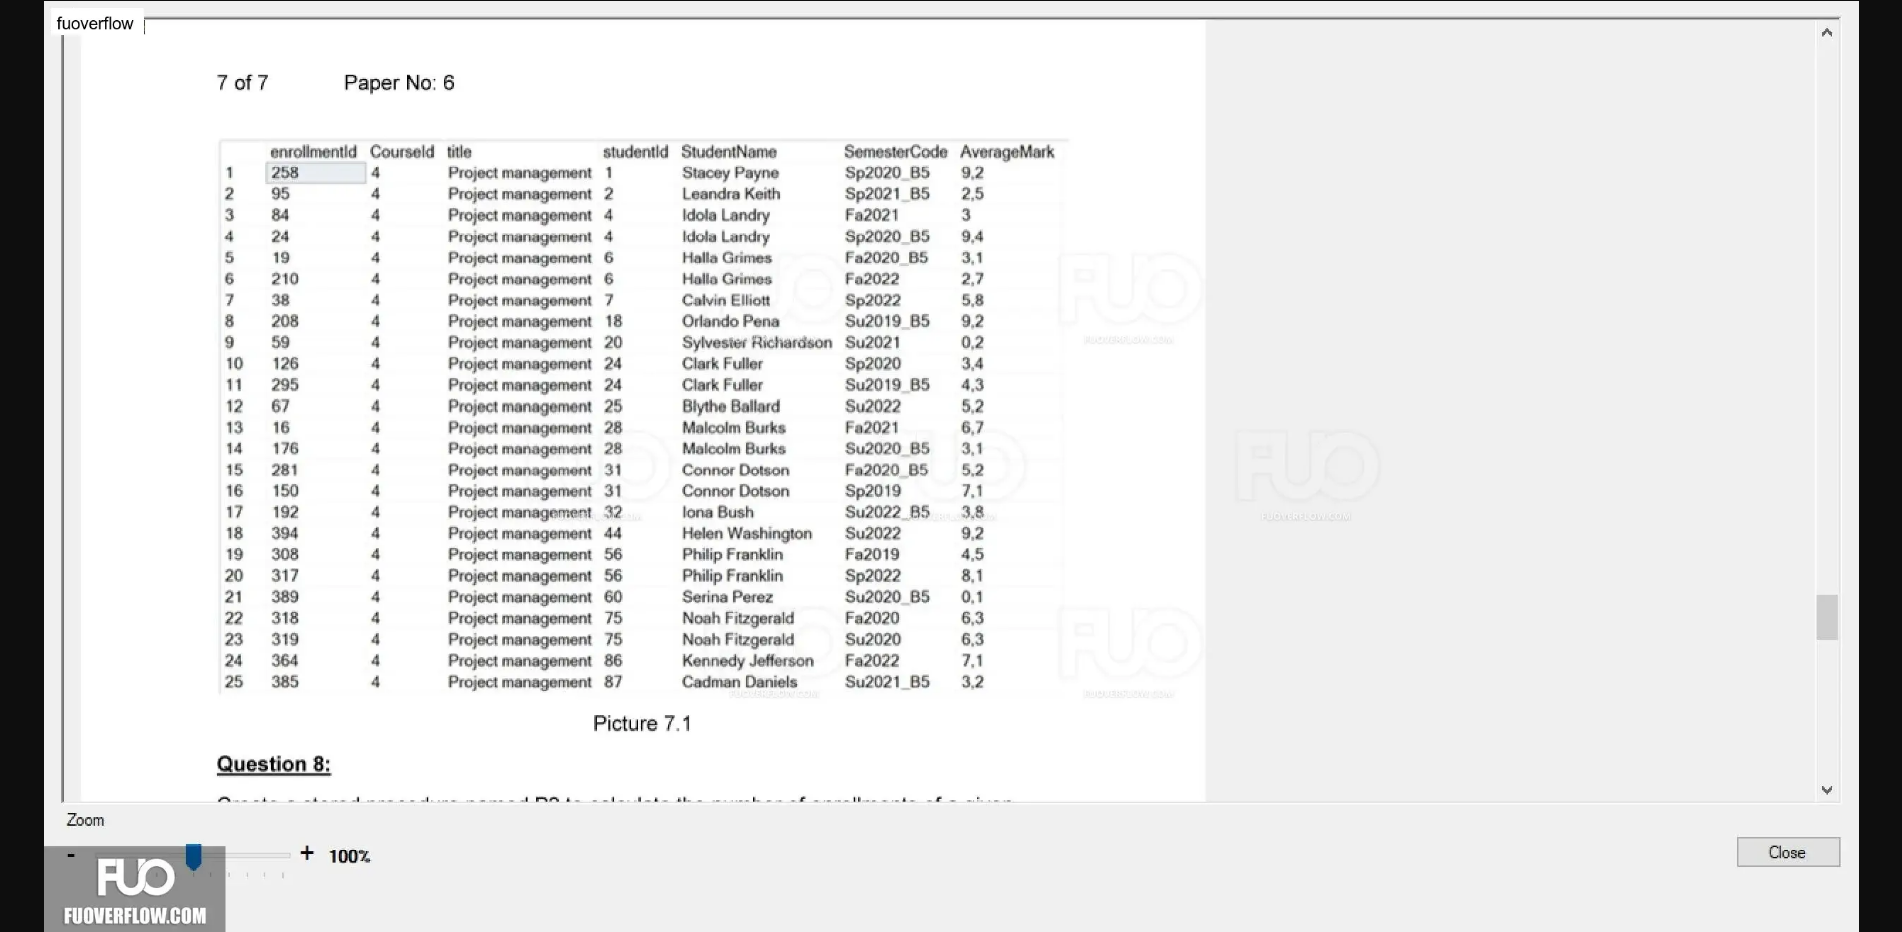 fuoverflow
7 of 7 Paper No: 6
enrollmentId CourseId title studentId StudentName SemesterCode AverageMark
1 258 4 Project management 1 Stacey Payne Sp2020_B5 9,2
2 95 4 Project management 2 Leandra Keith Sp2021_B5 2,5
3 84 4 Project management 4 Idola Landry Fa2021 3
4 24 4 Project management 4 Idola Landry Sp2020_B5 9,4
5 19 4 Project management 6 Halla Grimes Fa2020_B5 3,1
6 210 4 Project management 6 Halla Grimes Fa2022 2,7
7 38 4 Project management 7 Calvin Elliott Sp2022 5,8
8 208 4 Project management 18 Orlando Pena Su2019_B5 9,2
9 59 4 Project management 20 Sylvester Richardson Su2021 0,2
10 126 4 Project management 24 Clark Fuller Sp2020 3,4
11 295 4 Project management 24 Clark Fuller Su2019_B5 4,3
12 67 4 Project management 25 Blythe Ballard Su2022 5,2
13 16 4 Project management 28 Malcolm Burks Fa2021 6,7
14 176 4 Project management 28 Malcolm Burks Su2020_B5 3,1
15 281 4 Project management 31 Connor Dotson Fa2020_B5 5,2
16 150 4 Project management 31 Connor Dotson Sp2019 7,1
17 192 4 Project management 32 Iona Bush Su2022_B5 3,8
18 394 4 Project management 44 Helen Washington Su2022 9,2
19 308 4 Project management 56 Philip Franklin Fa2019 4,5
20 317 4 Project management 56 Philip Franklin Sp2022 8,1
21 389 4 Project management 60 Serina Perez Su2020_B5 0,1
22 318 4 Project management 75 Noah Fitzgerald Fa2020 6,3
23 319 4 Project management 75 Noah Fitzgerald Su2020 6,3
24 364 4 Project management 86 Kennedy Jefferson Fa2022 7,1
25 385 4 Project management 87 Cadman Daniels Su2021_B5 3,2
Picture 7.1
Question 8:
Zoom
- + 100%
Close
FUO
FUOVERFLOW.COM